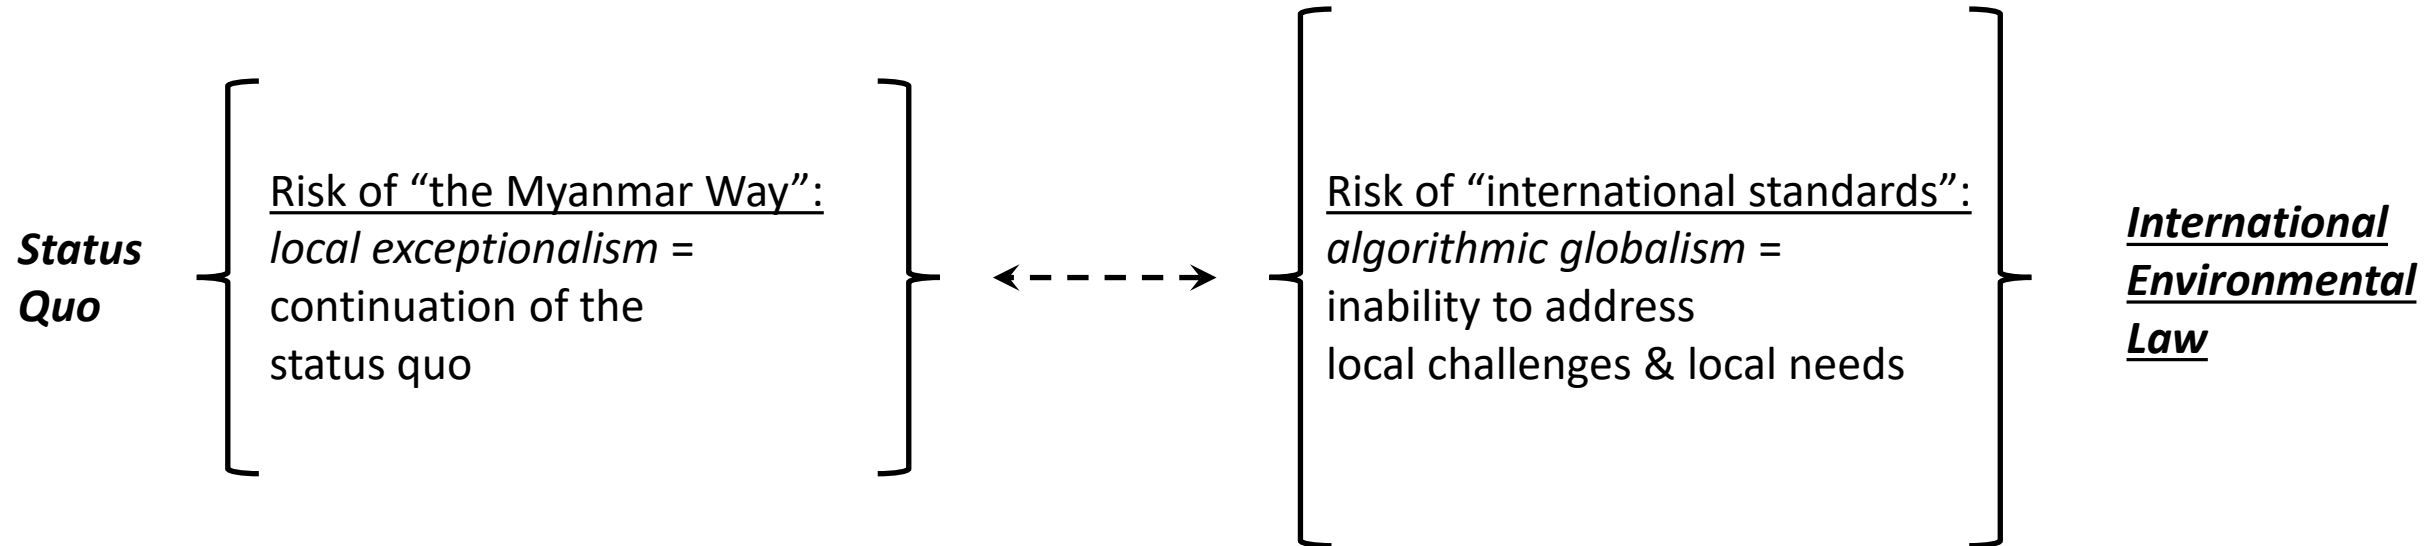 Status
Quo
Risk of “the Myanmar Way”:
local exceptionalism =
continuation of the
status quo
Risk of “international standards”:
algorithmic globalism =
inability to address
local challenges & local needs
International
Environmental
Law